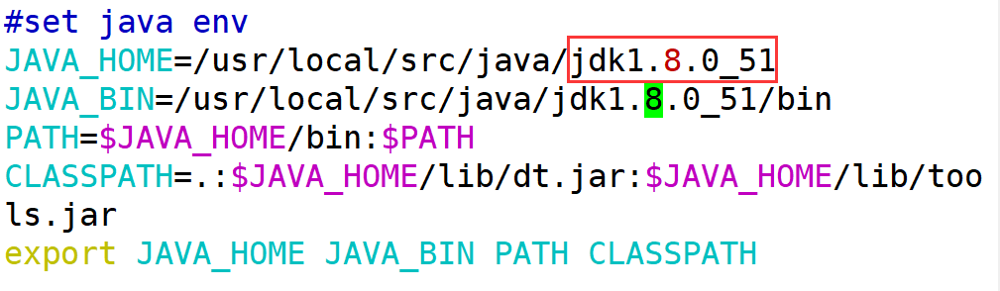 #set java env
JAVA_HOME=/usr/local/src/java/jdk1.8.0_51
JAVA_BIN=/usr/local/src/java/jdk1.8.0_51/bin
PATH=$JAVA_HOME/bin:$PATH
CLASSPATH=.:$JAVA_HOME/lib/dt.jar:$JAVA_HOME/lib/too
ls.jar
export JAVA_HOME JAVA_BIN PATH CLASSPATH